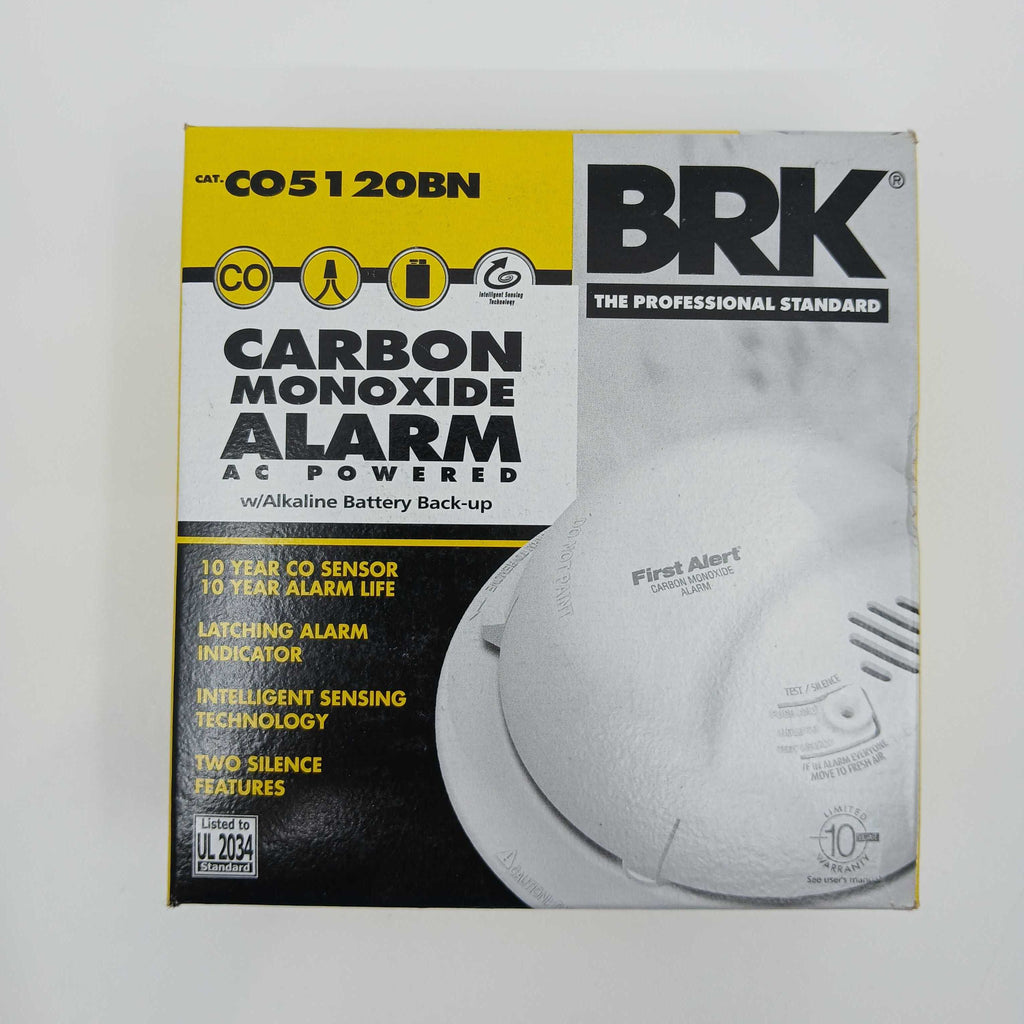 CAT. CO5120BN
CO
Intelligent Sensing
Technology
BRK®
THE PROFESSIONAL STANDARD
CARBON
MONOXIDE
ALARM
AC POWERED
w/Alkaline Battery Back-up
10 YEAR CO SENSOR
10 YEAR ALARM LIFE
LATCHING ALARM
INDICATOR
INTELLIGENT SENSING
TECHNOLOGY
TWO SILENCE
FEATURES
Listed to
UL 2034
Standard
DO NOT PAINT
First Alert®
CARBON MONOXIDE
ALARM
TEST / SILENCE
IF IN ALARM EVERYONE
MOVE TO FRESH AIR
CAUTION
LIMITED
10 YEAR
WARRANTY
See user's manual